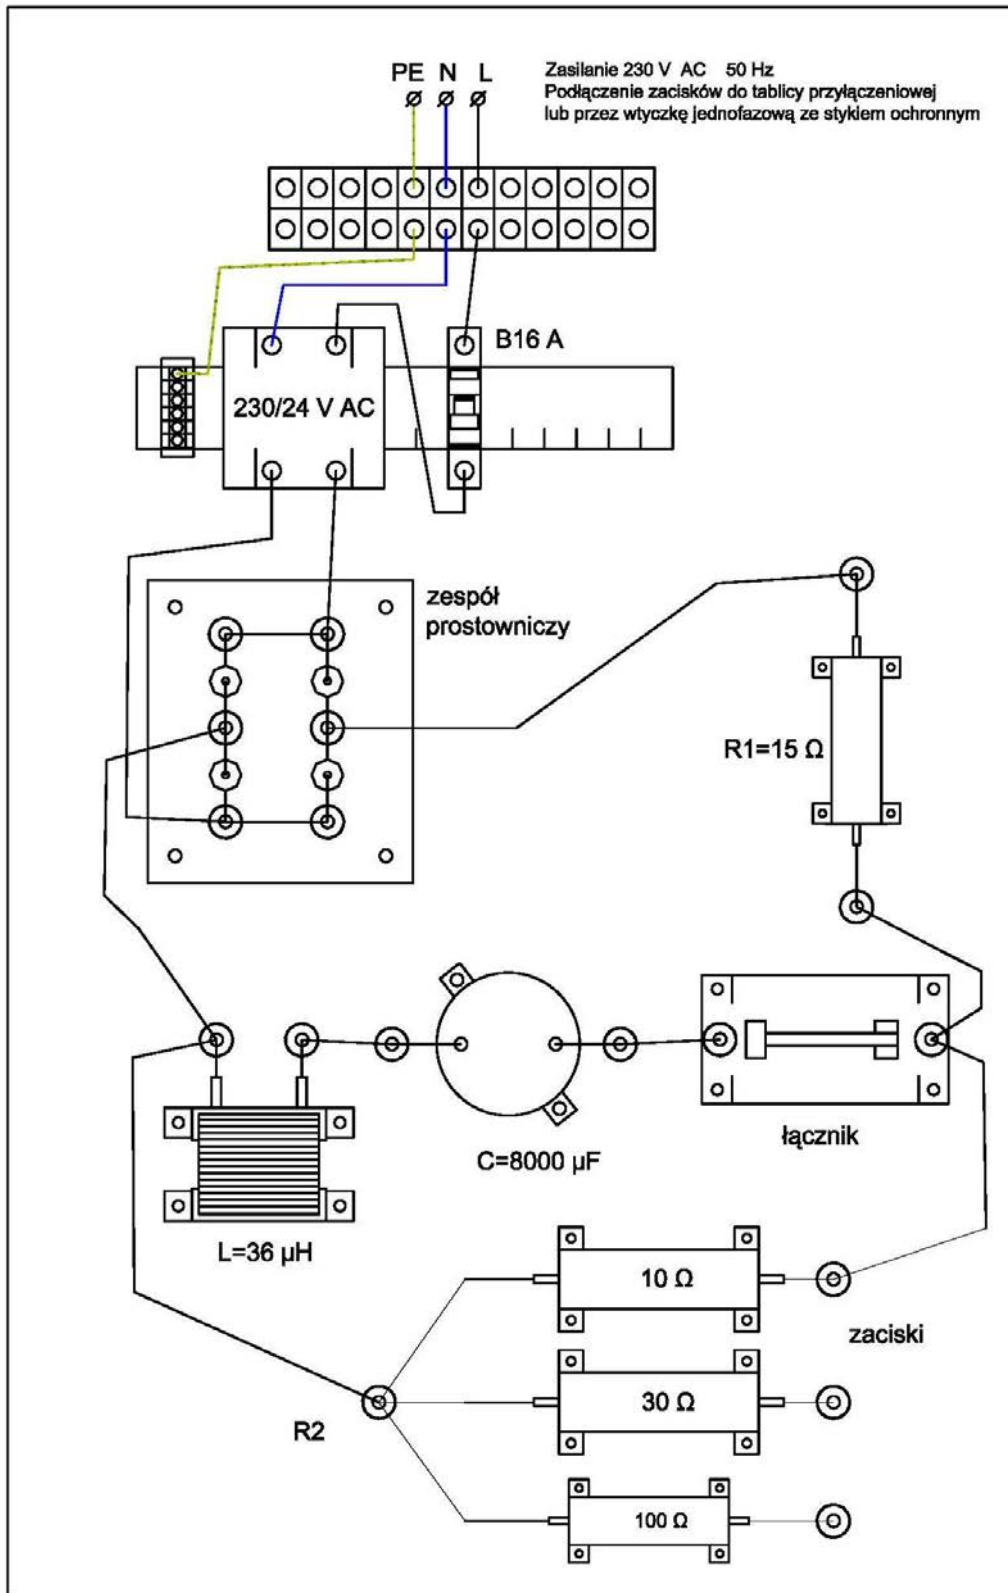 Zasilanie 230 V AC 50 Hz
Podłączenie zacisków do tablicy przyłączeniowej
lub przez wtyczkę jednofazową ze stykiem ochronnym
PE N L
B16 A
230/24 V AC
zespół
prostowniczy
R1=15 Ω
łącznik
C=8000 µF
L=36 µH
10 Ω
zaciski
30 Ω
R2
100 Ω